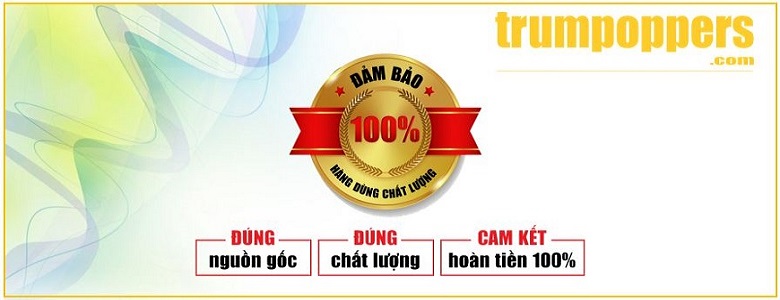 trumpoppers
.com
ĐẢM BẢO
100%
HÀNG DỪNG CHẤT LƯỢNG
ĐÚNG
nguồn gốc
ĐÚNG
chất lượng
CAM KẾT
hoàn tiền 100%